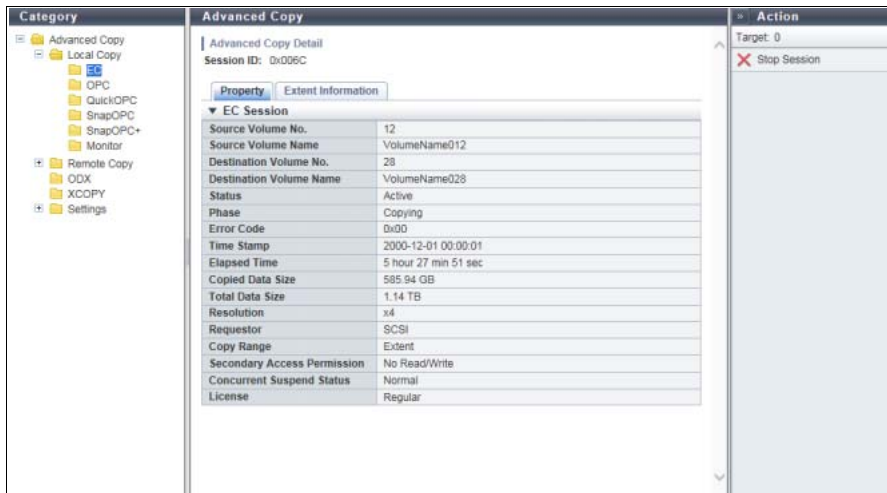 Category
Advanced Copy
Local Copy
EC
OPC
QuickOPC
SnapOPC
SnapOPC+
Monitor
Remote Copy
ODX
XCOPY
Settings
Advanced Copy
Advanced Copy Detail
Session ID: 0x006C
Property Extent Information
▼ EC Session
Source Volume No. 12
Source Volume Name VolumeName012
Destination Volume No. 28
Destination Volume Name VolumeName028
Status Active
Phase Copying
Error Code 0x00
Time Stamp 2000-12-01 00:00:01
Elapsed Time 5 hour 27 min 51 sec
Copied Data Size 585.94 GB
Total Data Size 1.14 TB
Resolution x4
Requestor SCSI
Copy Range Extent
Secondary Access Permission No Read/Write
Concurrent Suspend Status Normal
License Regular
» Action
Target: 0
Stop Session